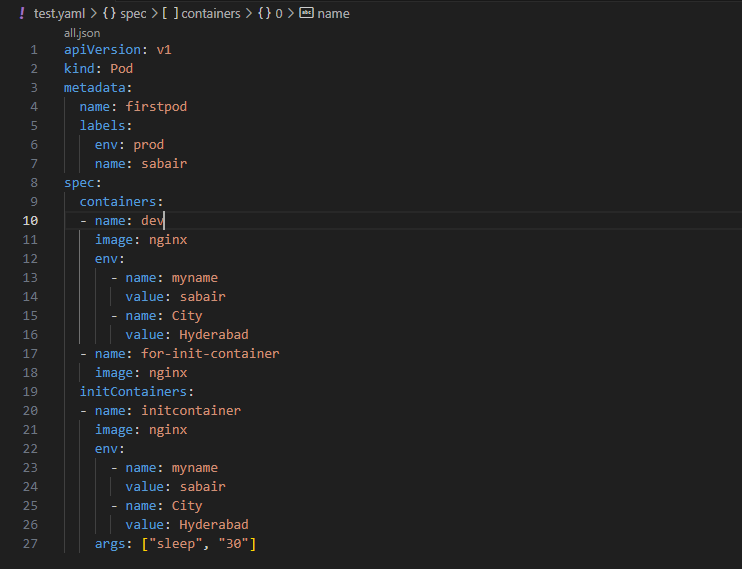 ! test.yaml > {} spec > [ ] containers > {} 0 > abc name
all.json
1 apiVersion: v1
2 kind: Pod
3 metadata:
4   name: firstpod
5   labels:
6     env: prod
7     name: sabair
8 spec:
9   containers:
10   - name: dev
11     image: nginx
12     env:
13       - name: myname
14         value: sabair
15       - name: City
16         value: Hyderabad
17   - name: for-init-container
18     image: nginx
19   initContainers:
20   - name: initcontainer
21     image: nginx
22     env:
23       - name: myname
24         value: sabair
25       - name: City
26         value: Hyderabad
27     args: ["sleep", "30"]